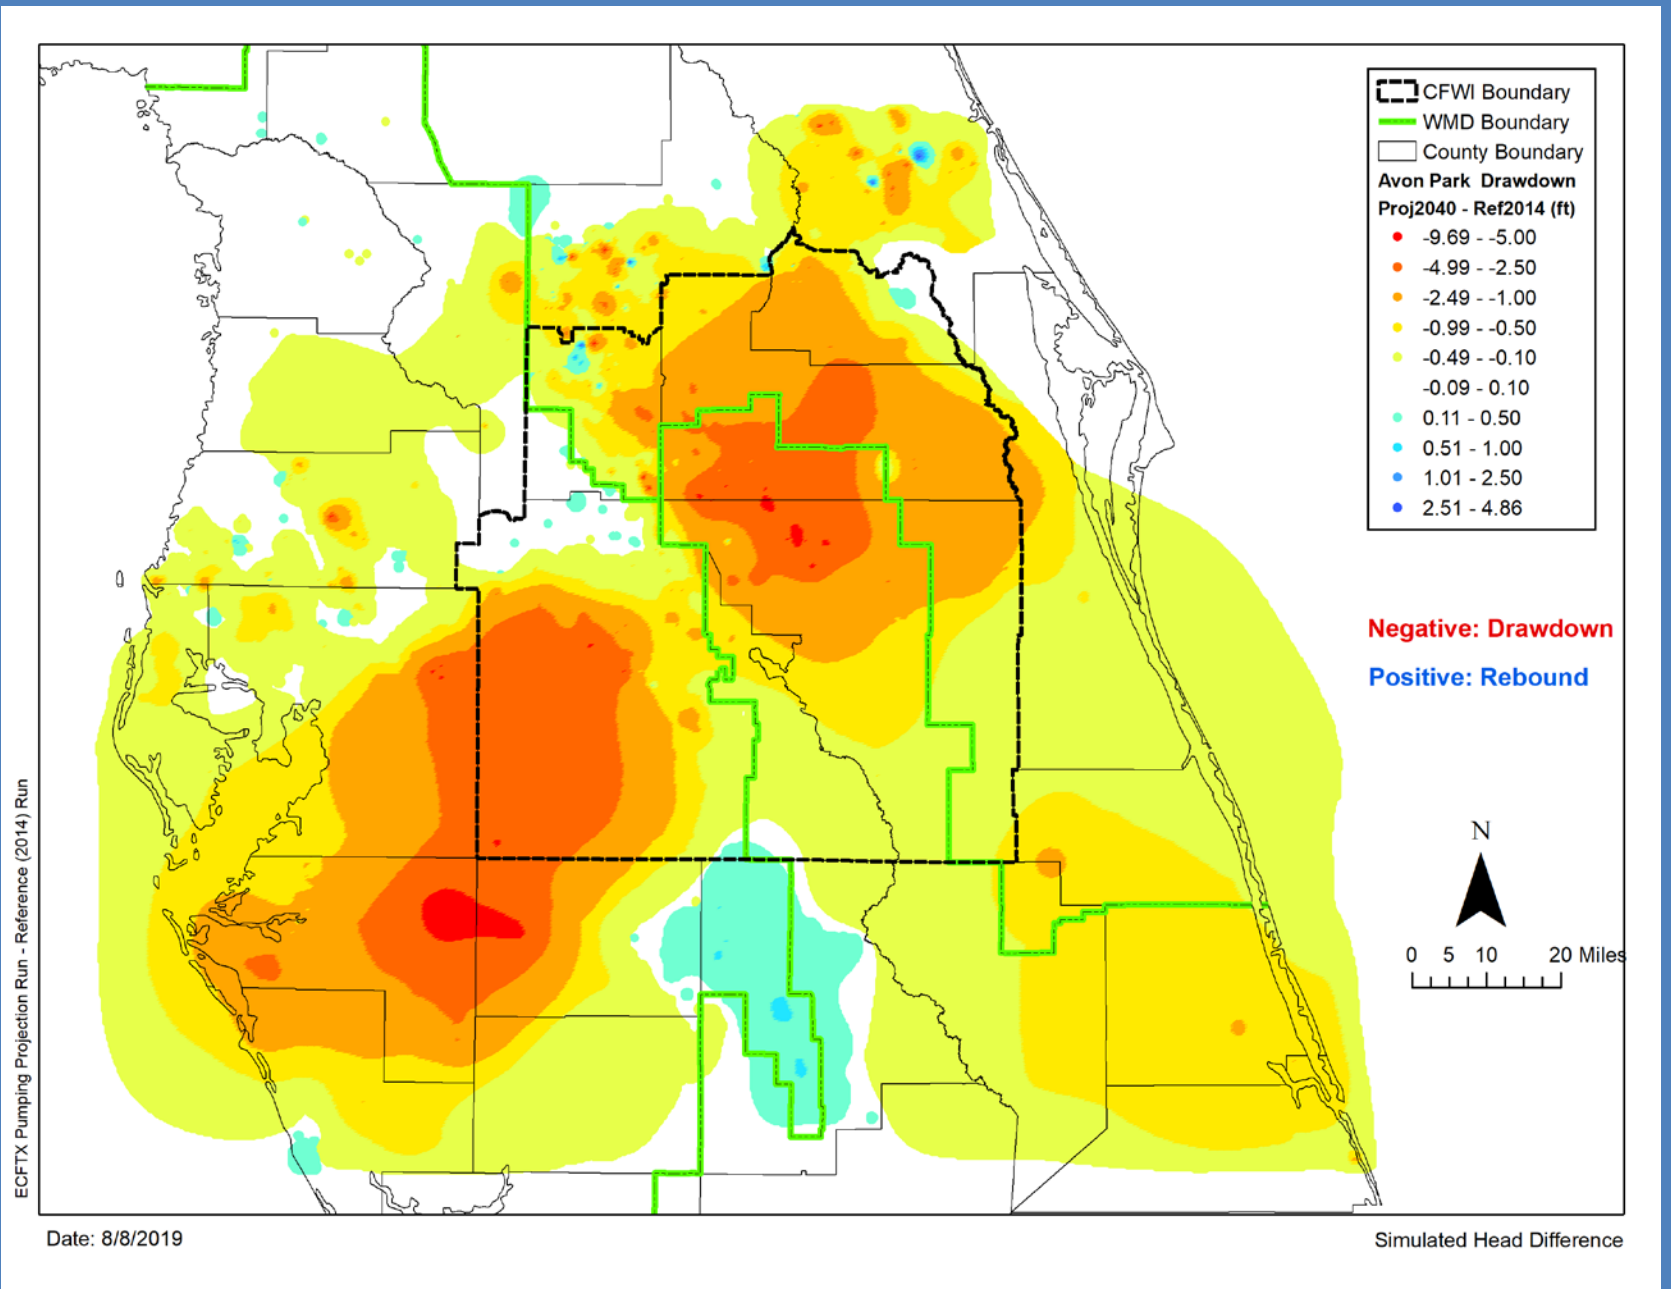 CFWI Boundary
WMD Boundary
County Boundary
Avon Park Drawdown
Proj2040 - Ref2014 (ft)
-9.69 - -5.00
-4.99 - -2.50
-2.49 - -1.00
-0.99 - -0.50
-0.49 - -0.10
-0.09 - 0.10
0.11 - 0.50
0.51 - 1.00
1.01 - 2.50
2.51 - 4.86
Negative: Drawdown
Positive: Rebound
N
0 5 10 20 Miles
ECFTX Pumping Projection Run - Reference (2014) Run
Date: 8/8/2019
Simulated Head Difference